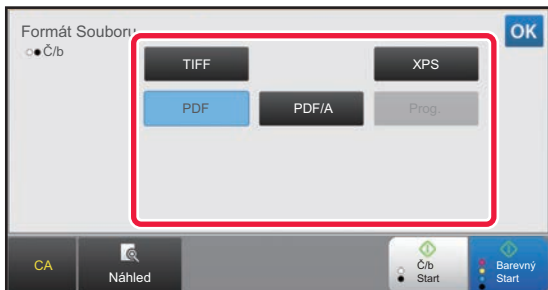 Formát Souboru
OK
Č/b
TIFF
XPS
PDF
PDF/A
Prog.
CA
Náhled
Č/b
Start
Barevný
Start